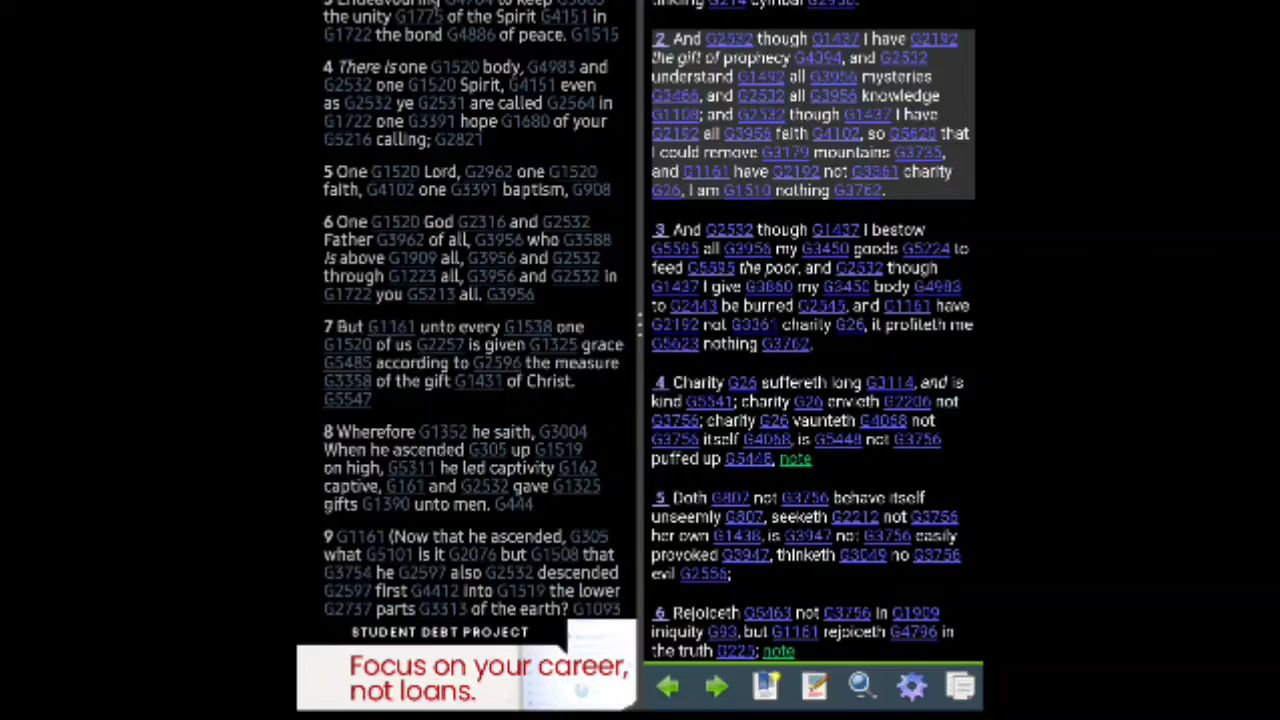 the unity G1775 of the Spirit G4151 in
G1722 the bond G4886 of peace. G1515
4 There is one G1520 body, G4983 and
G2532 one G1520 Spirit, G4151 even
as G2532 ye G2531 are called G2564 in
G1722 one G3391 hope G1680 of your
G5216 calling; G2821
5 One G1520 Lord, G2962 one G1520
faith, G4102 one G3391 baptism, G908
6 One G1520 God G2316 and G2532
Father G3962 of all, G3956 who G3588
is above G1909 all, G3956 and G2532
through G1223 all, G3956 and G2532 in
G1722 you G5213 all. G3956
7 But G1161 unto every G1538 one
G1520 of us G2257 is given G1325 grace
G5485 according to G2596 the measure
G3358 of the gift G1431 of Christ.
G5547
8 Wherefore G1352 he saith, G3004
When he ascended G305 up G1519
on high, G5311 he led captivity G162
captive, G161 and G2532 gave G1325
gifts G1390 unto men. G444
9 G1161 (Now that he ascended, G305
what G5101 is it G2076 but G1508 that
G3754 he G2597 also G2532 descended
G2597 first G4412 into G1519 the lower
G2737 parts G3313 of the earth? G1093
STUDENT DEBT PROJECT
Focus on your career,
not loans.
2 And G2532 though G1437 I have G2192
the gift of prophecy G4394, and G2532
understand G1492 all G3956 mysteries
G3466, and G2532 all G3956 knowledge
G1108; and G2532 though G1437 I have
G2192 all G3956 faith G4102, so G5620 that
I could remove G3179 mountains G3735,
and G1161 have G2192 not G3361 charity
G26, I am G1510 nothing G3762.
3 And G2532 though G1437 I bestow
G5595 all G3956 my G3450 goods G5224 to
feed G5595 the poor, and G2532 though
G1437 I give G3860 my G3450 body G4983
to G2443 be burned G2545, and G1161 have
G2192 not G3361 charity G26, it profiteth me
G5623 nothing G3762.
4 Charity G26 suffereth long G3114, and is
kind G5541; charity G26 envieth G2206 not
G3756; charity G26 vaunteth G4068 not
G3756 itself G4068, is G5448 not G3756
puffed up G5448, note
5 Doth G807 not G3756 behave itself
unseemly G807, seeketh G2212 not G3756
her own G1438, is G3947 not G3756 easily
provoked G3947, thinketh G3049 no G3756
evil G2556;
6 Rejoiceth G5463 not G3756 in G1909
iniquity G93, but G1161 rejoiceth G4796 in
the truth G225; note